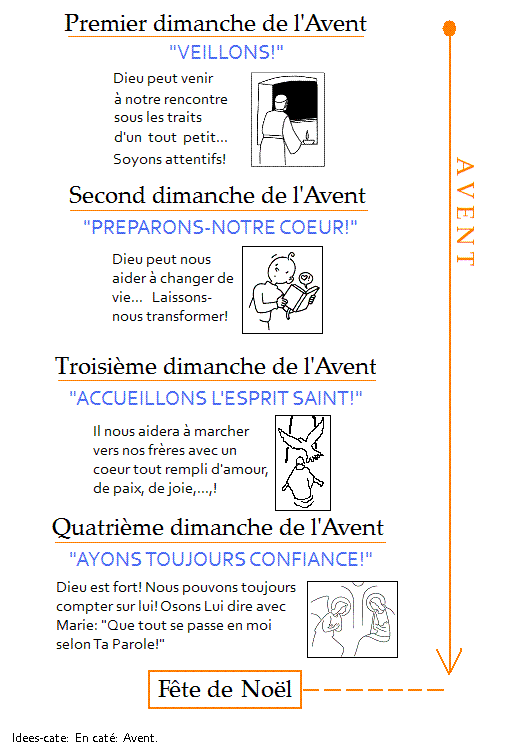 Premier dimanche de l'Avent
"VEILLONS!"
Dieu peut venir
à notre rencontre
sous les traits
d'un tout petit...
Soyons attentifs!
AVENT
Second dimanche de l'Avent
"PREPARONS-NOTRE COEUR!"
Dieu peut nous
aider à changer de
vie... Laissons-
nous transformer!
Troisième dimanche de l'Avent
"ACCUEILLONS L'ESPRIT SAINT!"
Il nous aidera à marcher
vers nos frères avec un
coeur tout rempli d'amour,
de paix, de joie,...,!
Quatrième dimanche de l'Avent
"AYONS TOUJOURS CONFIANCE!"
Dieu est fort! Nous pouvons toujours
compter sur lui! Osons Lui dire avec
Marie: "Que tout se passe en moi
selon Ta Parole!"
Fête de Noël
Idees-cate: En caté: Avent.